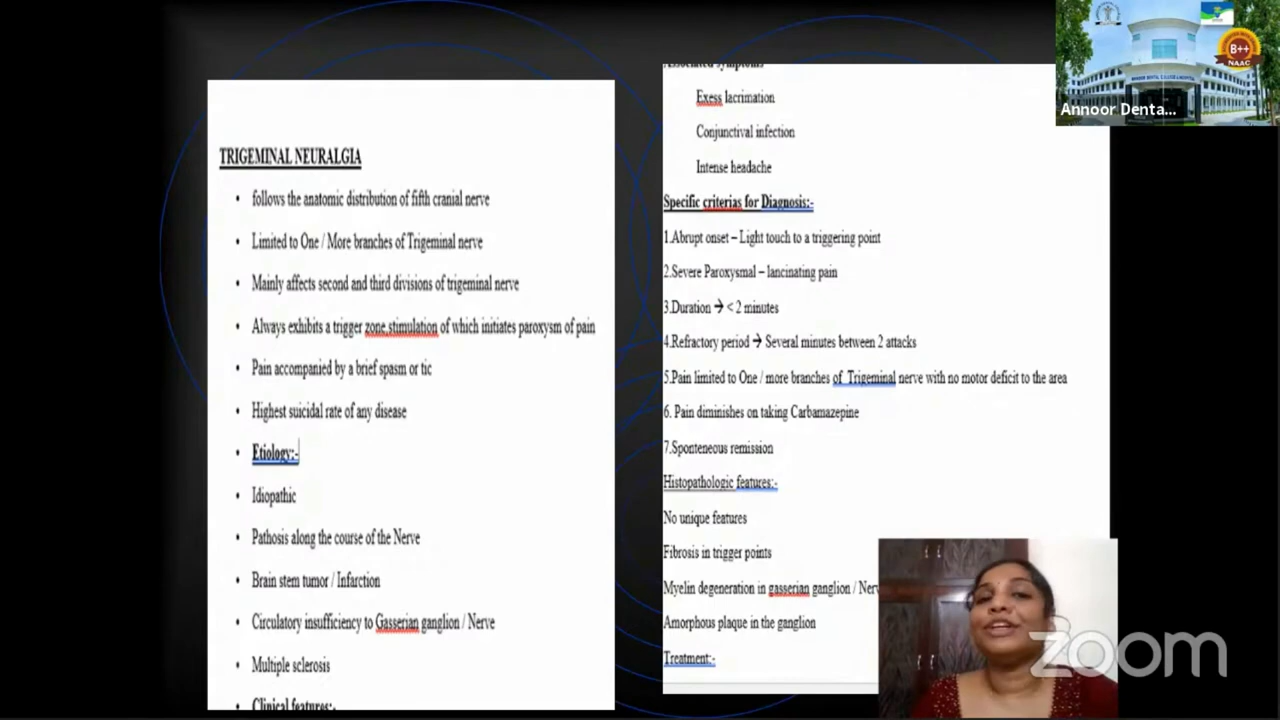 TRIGEMINAL NEURALGIA
• follows the anatomic distribution of fifth cranial nerve
• Limited to One / More branches of Trigeminal nerve
• Mainly affects second and third divisions of trigeminal nerve
• Always exhibits a trigger zone,stimulation of which initiates paroxysm of pain
• Pain accompanied by a brief spasm or tic
• Highest suicidal rate of any disease
• Etiology:-
• Idiopathic
• Pathosis along the course of the Nerve
• Brain stem tumor / Infarction
• Circulatory insufficiency to Gasserian ganglion / Nerve
• Multiple sclerosis
• Clinical features:-
Associated symptoms
Exess lacrimation
Conjunctival infection
Intense headache
Specific criterias for Diagnosis:-
1.Abrupt onset – Light touch to a triggering point
2.Severe Paroxysmal – lancinating pain
3.Duration → < 2 minutes
4.Refractory period → Several minutes between 2 attacks
5.Pain limited to One / more branches of Trigeminal nerve with no motor deficit to the area
6. Pain diminishes on taking Carbamazepine
7.Sponteneous remission
Histopathologic features:-
No unique features
Fibrosis in trigger points
Myelin degeneration in gasserian ganglion / Nerv
Amorphous plaque in the ganglion
Treatment:-
B++
NAAC
Annoor Denta...
zoom